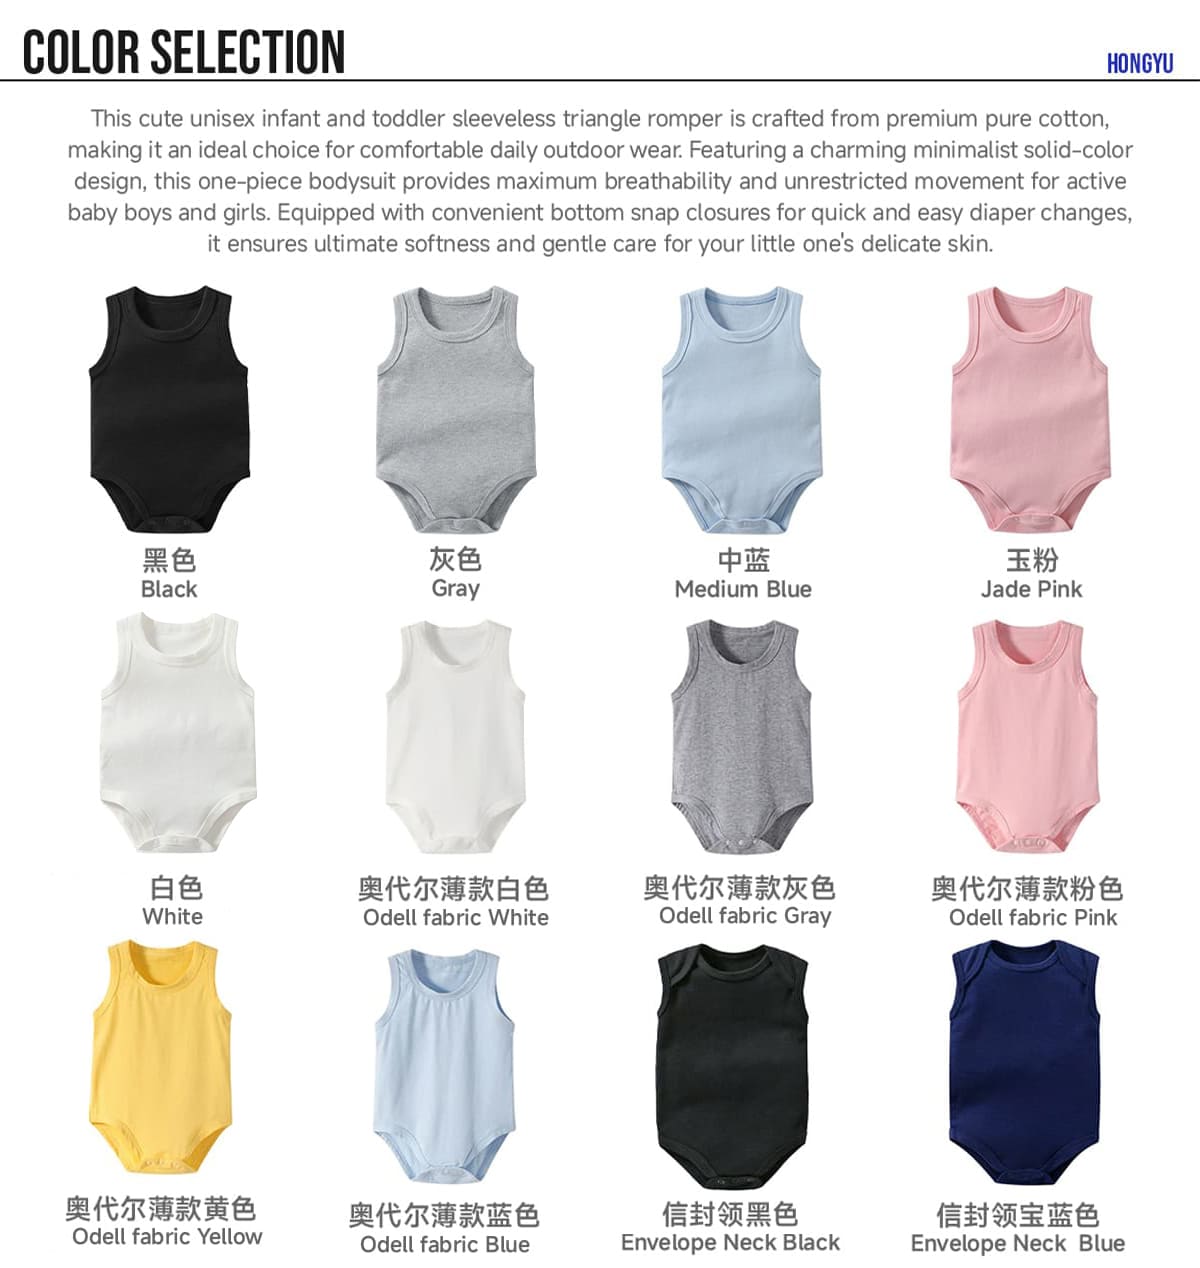 COLOR SELECTION
HONGYU
This cute unisex infant and toddler sleeveless triangle romper is crafted from premium pure cotton,
making it an ideal choice for comfortable daily outdoor wear. Featuring a charming minimalist solid-color
design, this one-piece bodysuit provides maximum breathability and unrestricted movement for active
baby boys and girls. Equipped with convenient bottom snap closures for quick and easy diaper changes,
it ensures ultimate softness and gentle care for your little one's delicate skin.
黑色
Black
灰色
Gray
中蓝
Medium Blue
玉粉
Jade Pink
白色
White
奥代尔薄款白色
Odell fabric White
奥代尔薄款灰色
Odell fabric Gray
奥代尔薄款粉色
Odell fabric Pink
奥代尔薄款黄色
Odell fabric Yellow
奥代尔薄款蓝色
Odell fabric Blue
信封领黑色
Envelope Neck Black
信封领宝蓝色
Envelope Neck Blue